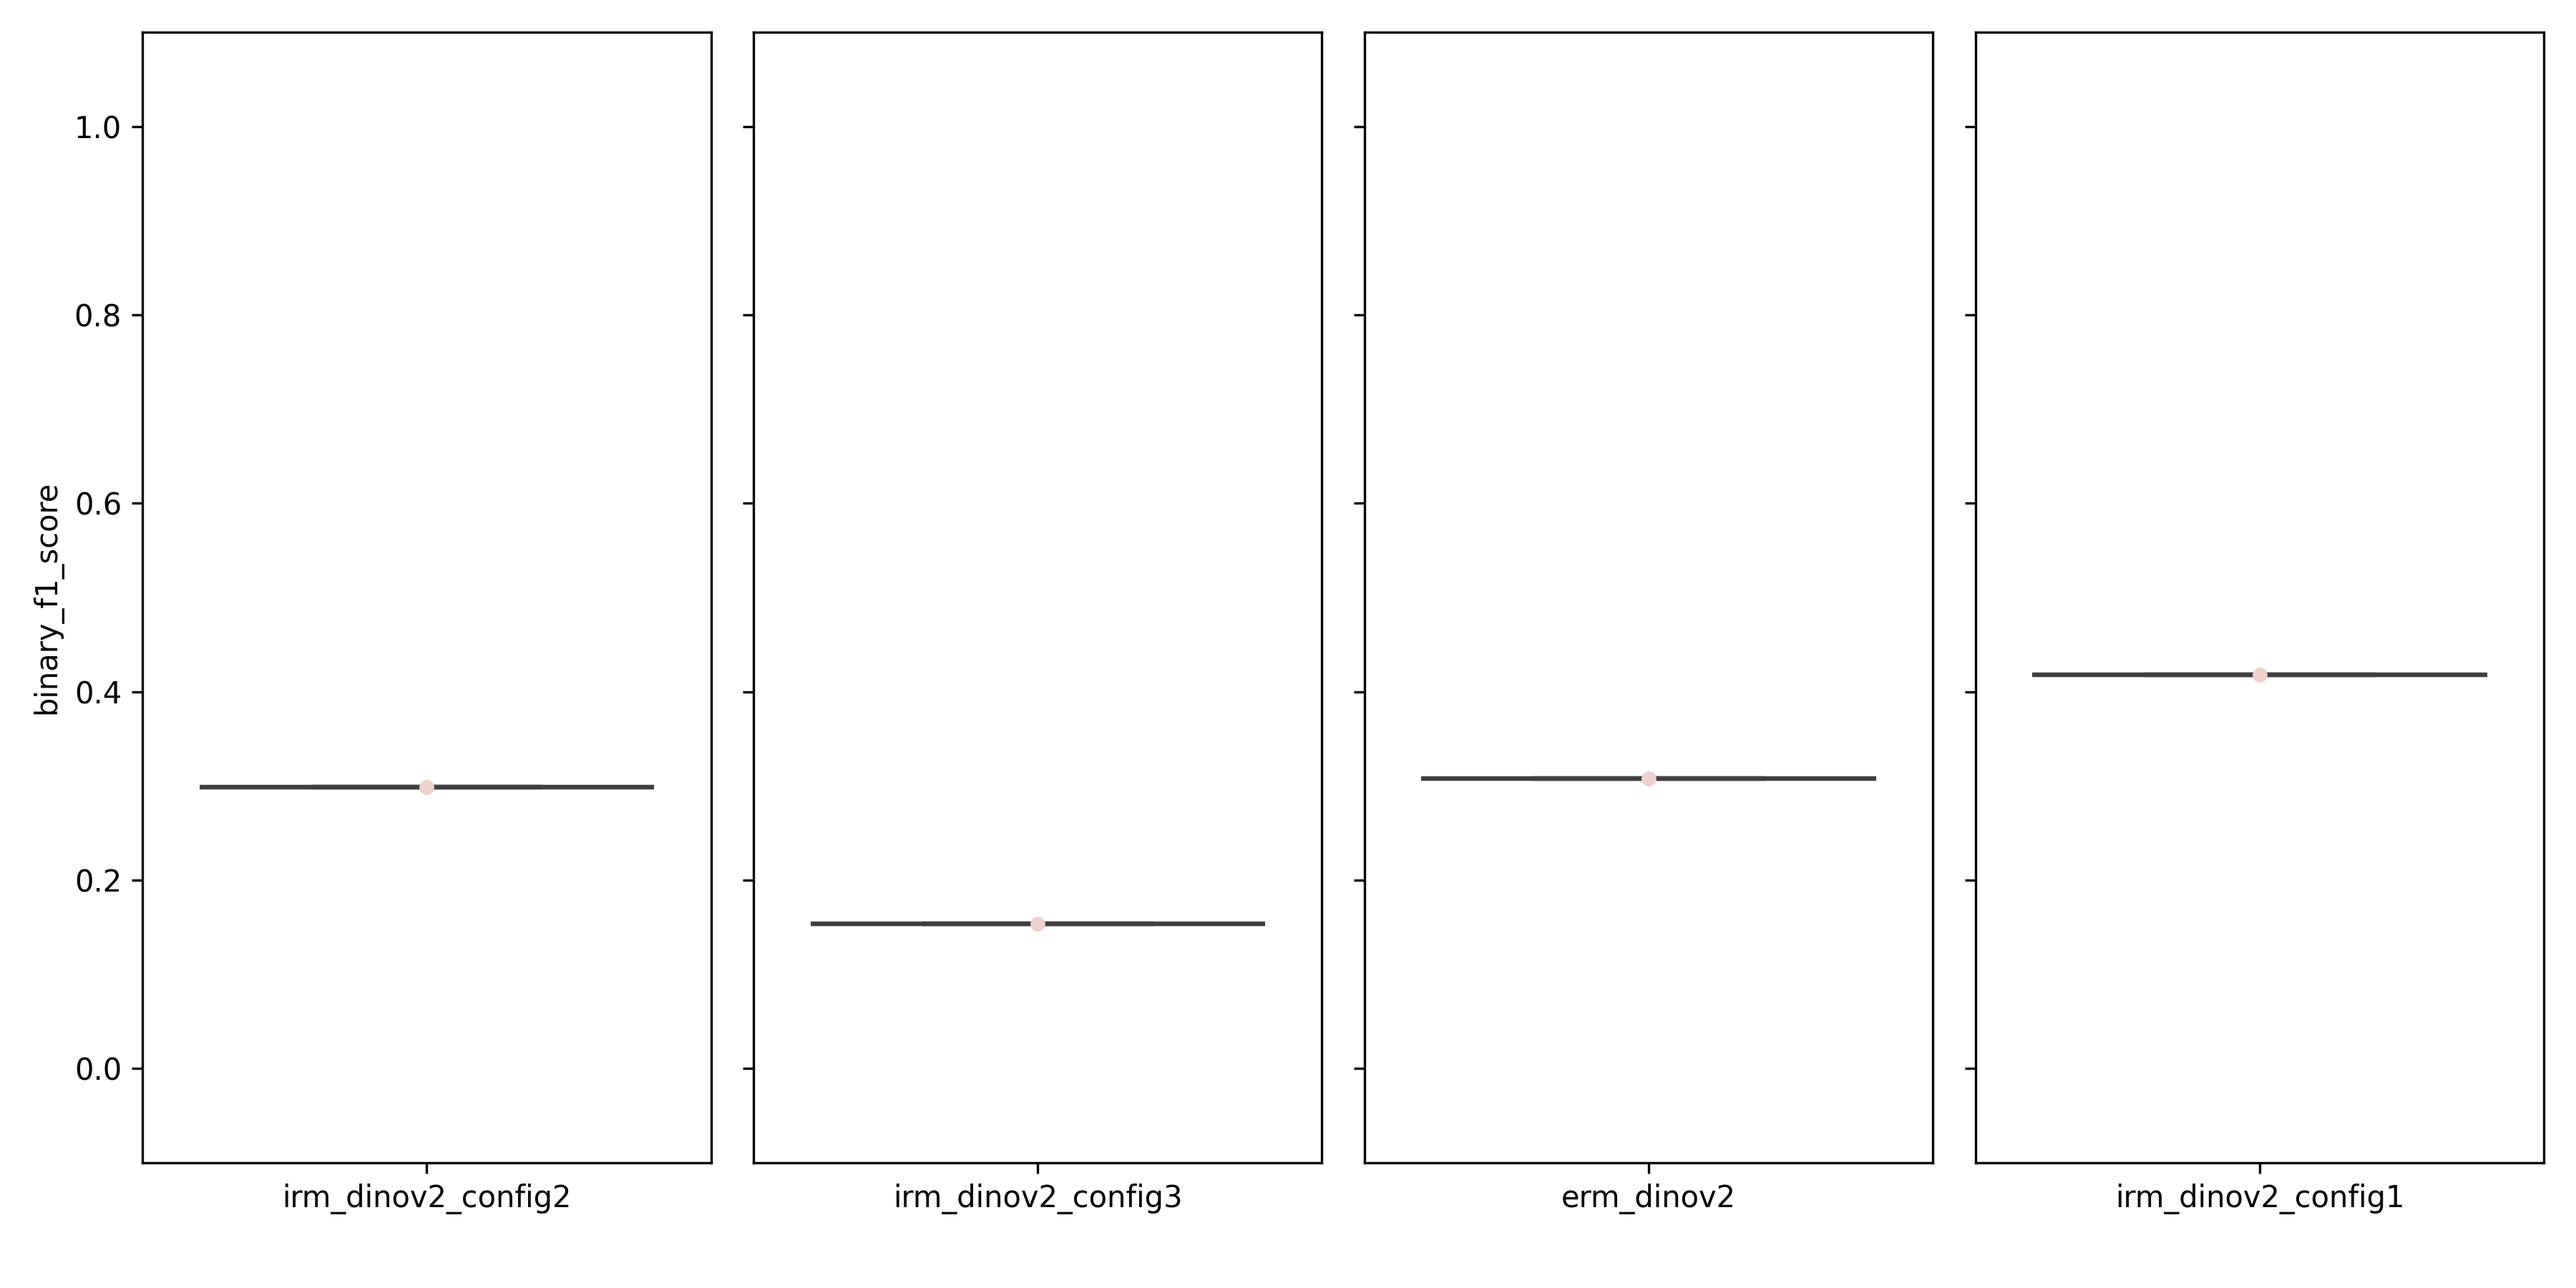 binary_f1_score
1.0
0.8
0.6
0.4
0.2
0.0
irm_dinov2_config2
irm_dinov2_config3
erm_dinov2
irm_dinov2_config1